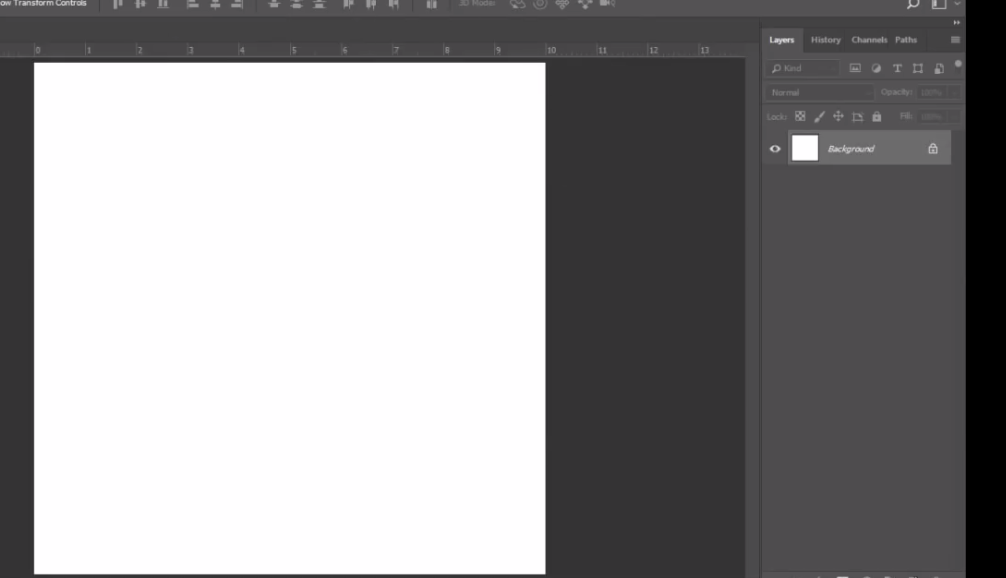 ow Transform Controls
3D Mode:
0 1 2 3 4 5 6 7 8 9 10 11 12 13
Layers History Channels Paths
Kind
Normal Opacity: 100%
Lock: Fill: 100%
Background